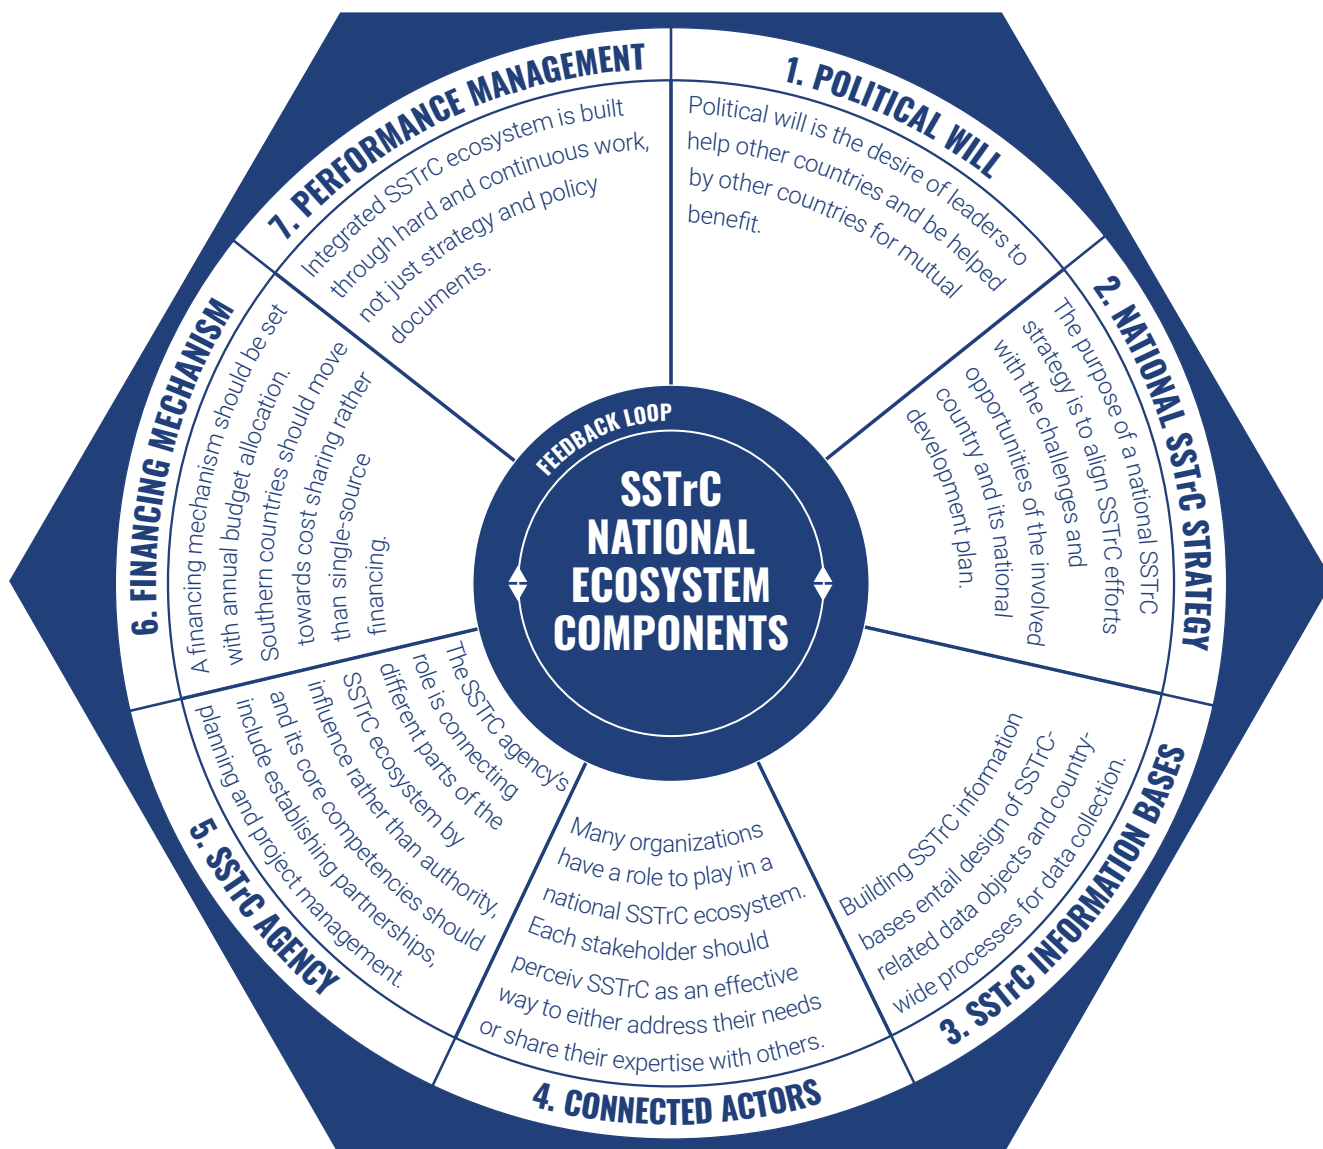 1. POLITICAL WILL
Political will is the desire of leaders to
help other countries and be helped
by other countries for mutual
benefit.
2. NATIONAL SSTrC STRATEGY
The purpose of a national SSTrC
strategy is to align SSTrC efforts
with the challenges and
opportunities of the involved
country and its national
development plan.
3. SSTrC INFORMATION BASES
Building SSTrC information
bases entail design of SSTrC-
related data objects and country-
wide processes for data collection.
4. CONNECTED ACTORS
Many organizations
have a role to play in a
national SSTrC ecosystem.
Each stakeholder should
perceiv SSTrC as an effective
way to either address their needs
or share their expertise with others.
5. SSTrC AGENCY
The SSTrC agency's
role is connecting
different parts of the
SSTrC ecosystem by
influence rather than authority,
and its core competencies should
include establishing partnerships,
planning and project management.
6. FINANCING MECHANISM
A financing mechanism should be set
with annual budget allocation.
Southern countries should move
towards cost sharing rather
than single-source
financing.
7. PERFORMANCE MANAGEMENT
Integrated SSTrC ecosystem is built
through hard and continuous work,
not just strategy and policy
documents.
FEEDBACK LOOP
SSTrC
NATIONAL
ECOSYSTEM
COMPONENTS